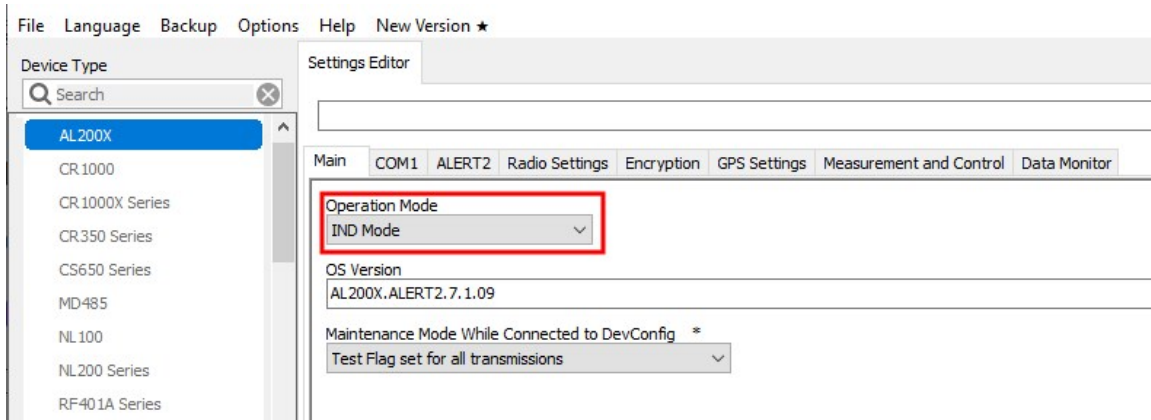 File Language Backup Options Help New Version ★
Device Type
Search
AL200X
CR1000
CR1000X Series
CR350 Series
CS650 Series
MD485
NL100
NL200 Series
RF401A Series
Settings Editor
Main COM1 ALERT2 Radio Settings Encryption GPS Settings Measurement and Control Data Monitor
Operation Mode
IND Mode
OS Version
AL200X.ALERT2.7.1.09
Maintenance Mode While Connected to DevConfig *
Test Flag set for all transmissions